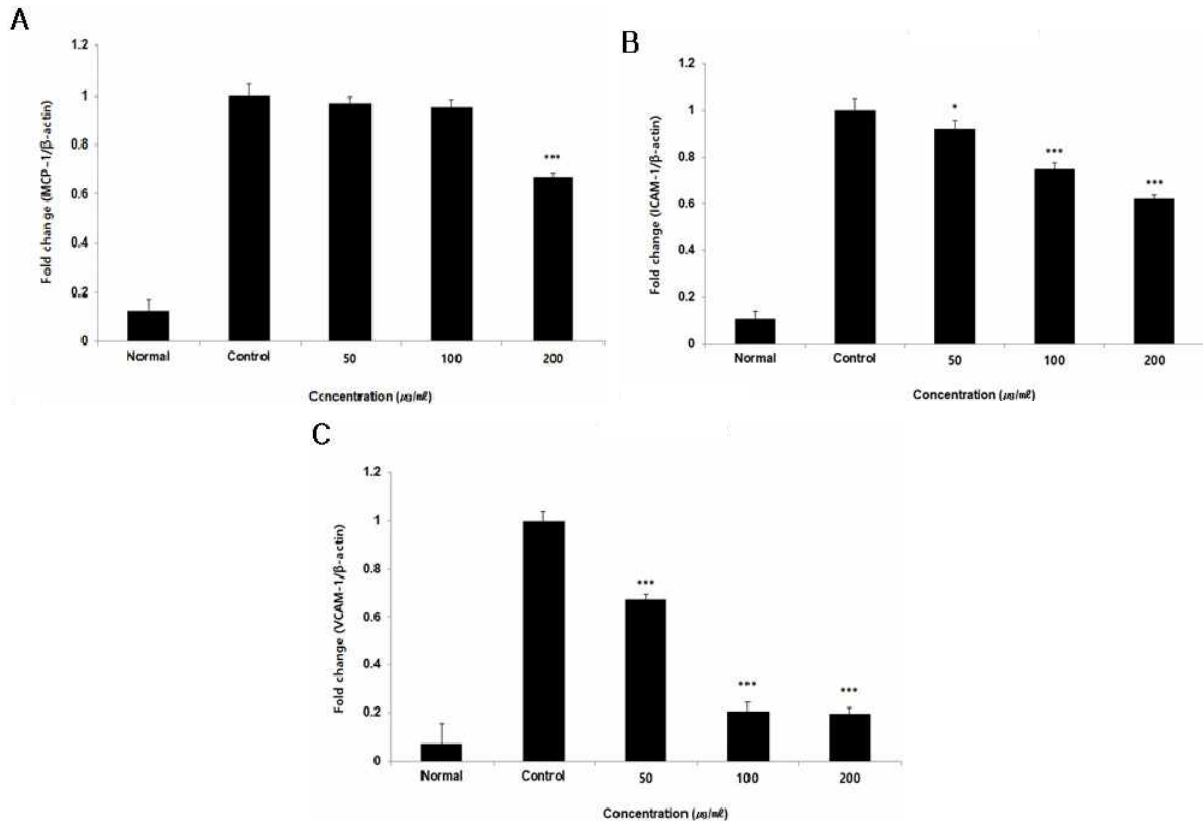 A
Fold change (MCP-1/β-actin)
1.2
1
0.8
0.6
0.4
0.2
0
***
Normal
Control
50
100
200
Concentration (㎍/㎖)
B
Fold change (ICAM-1/β-actin)
1.2
1
0.8
0.6
0.4
0.2
0
*
***
***
Normal
Control
50
100
200
Concentration (㎍/㎖)
C
Fold change (VCAM-1/β-actin)
1.2
1
0.8
0.6
0.4
0.2
0
***
***
***
Normal
Control
50
100
200
Concentration (㎍/㎖)